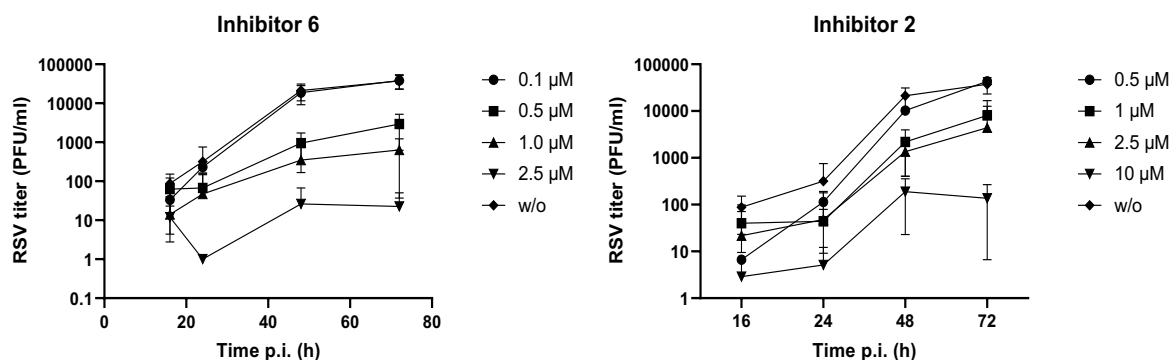 Inhibitor 6
RSV titer (PFU/ml)
100000
10000
1000
100
10
1
0.1
0
20
40
60
80
Time p.i. (h)
0.1 µM
0.5 µM
1.0 µM
2.5 µM
w/o
Inhibitor 2
RSV titer (PFU/ml)
100000
10000
1000
100
10
1
16
24
48
72
Time p.i. (h)
0.5 µM
1 µM
2.5 µM
10 µM
w/o